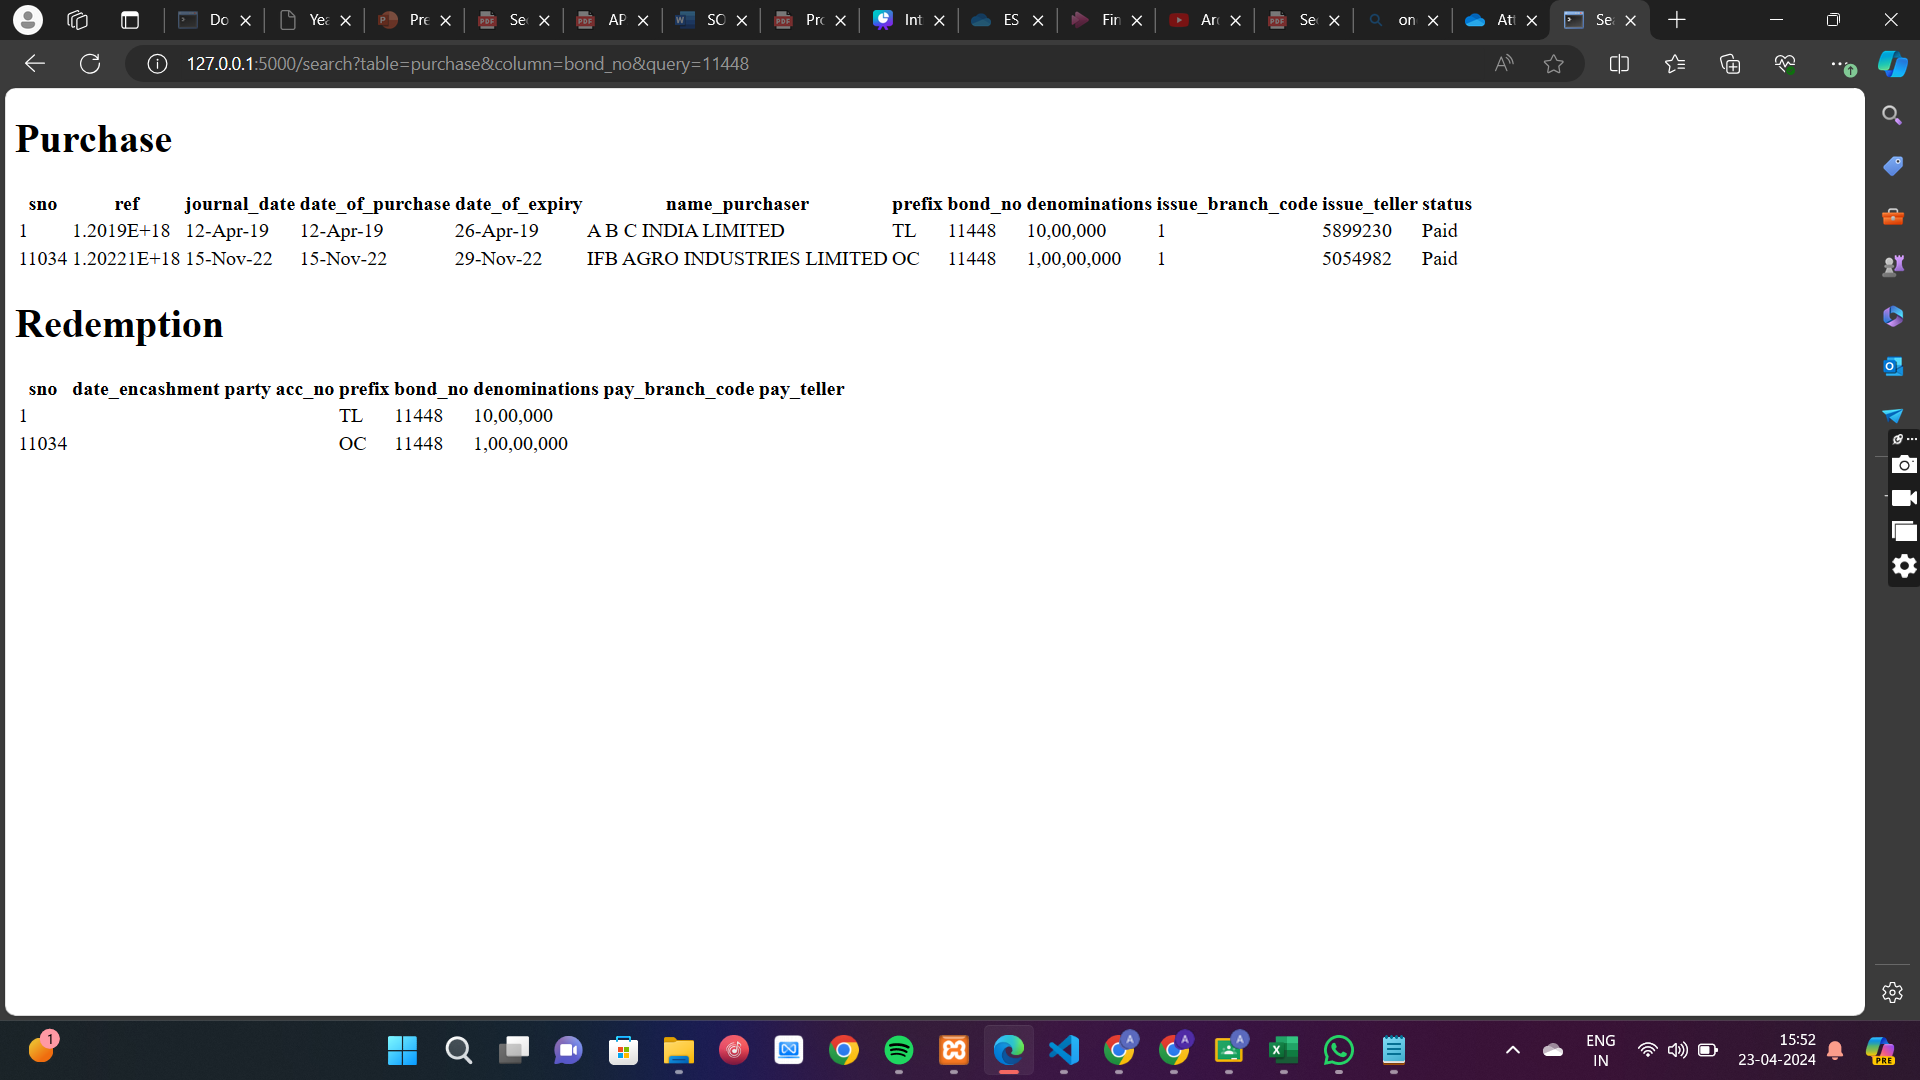 Do
Yea
Pre
Sec
AP
SO
Pro
Int
ES
Fin
Arc
Sec
on
Att
Sea
127.0.0.1:5000/search?table=purchase&column=bond_no&query=11448
Purchase
sno ref journal_date date_of_purchase date_of_expiry name_purchaser prefix bond_no denominations issue_branch_code issue_teller status
1 1.2019E+18 12-Apr-19 12-Apr-19 26-Apr-19 A B C INDIA LIMITED TL 11448 10,00,000 1 5899230 Paid
11034 1.20221E+18 15-Nov-22 15-Nov-22 29-Nov-22 IFB AGRO INDUSTRIES LIMITED OC 11448 1,00,00,000 1 5054982 Paid
Redemption
sno date_encashment party acc_no prefix bond_no denominations pay_branch_code pay_teller
1 TL 11448 10,00,000
11034 OC 11448 1,00,00,000
1
A
A
A
ENG
IN
15:52
23-04-2024
PRE